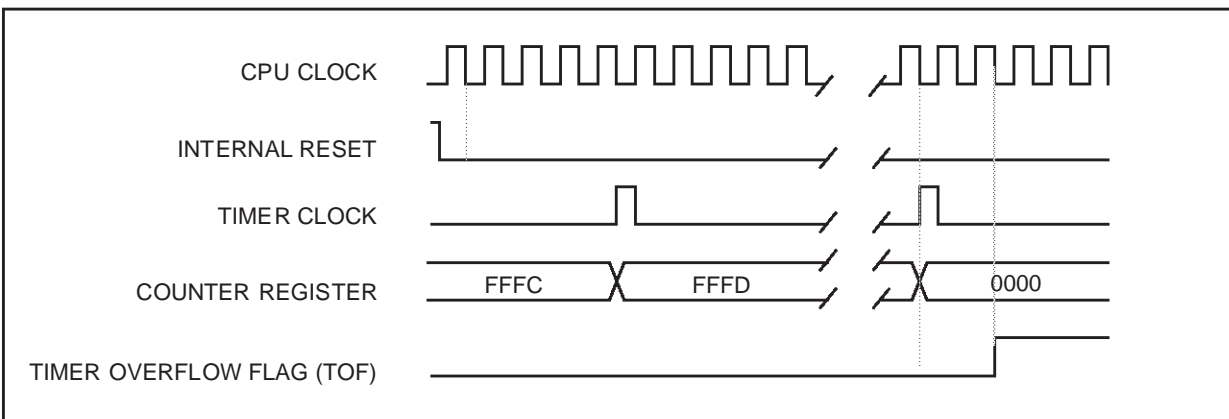 CPU CLOCK
INTERNAL RESET
TIMER CLOCK
COUNTER REGISTER
FFFC
FFFD
0000
TIMER OVERFLOW FLAG (TOF)